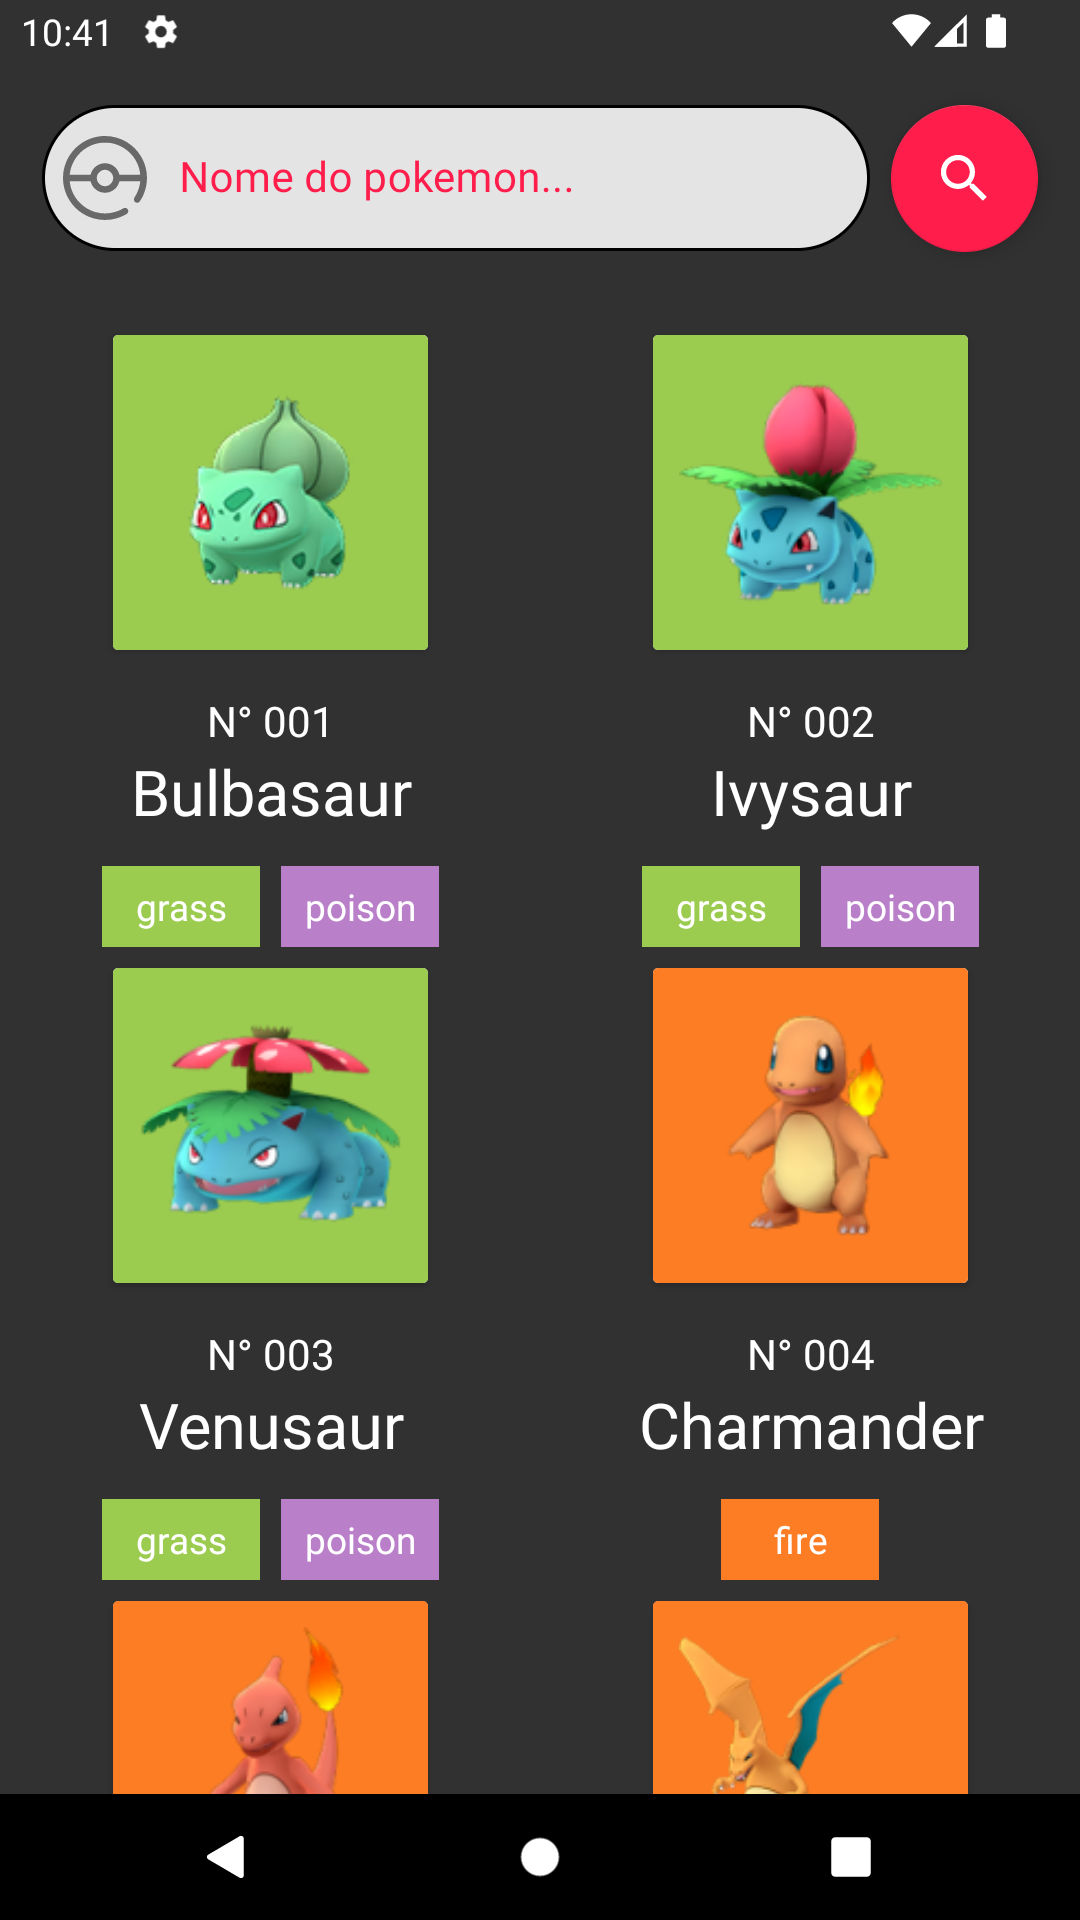 10:41
Nome do pokemon...
N° 001
Bulbasaur
grass poison
N° 002
Ivysaur
grass poison
N° 003
Venusaur
grass poison
N° 004
Charmander
fire